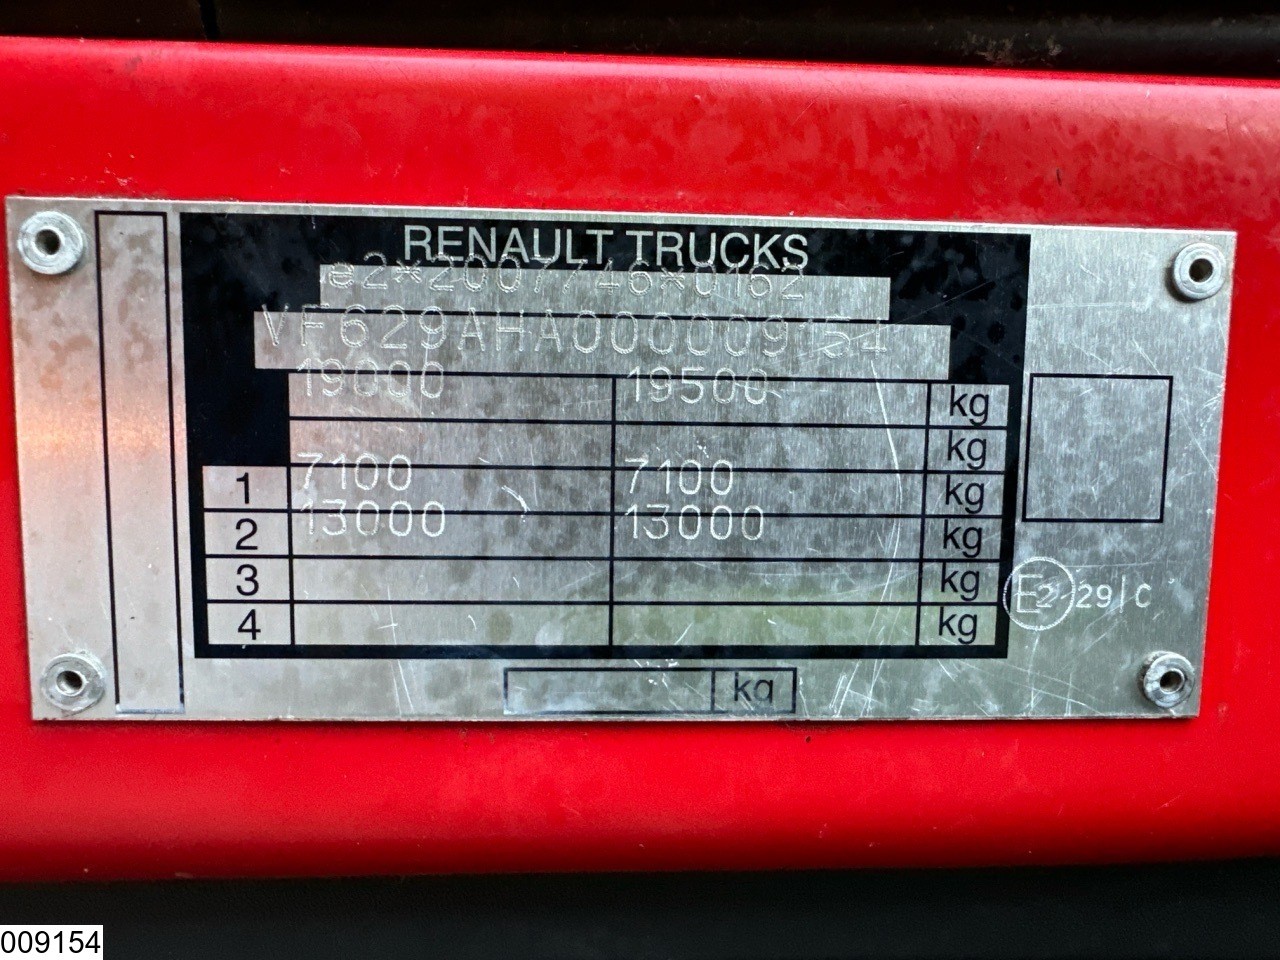 RENAULT TRUCKS
e2*2007/46*0162
VF629AHA000009154
19000 19500 kg
kg
1 7100 7100 kg
2 13000 13000 kg
3 kg
4 kg
E2 29/C
kg
009154